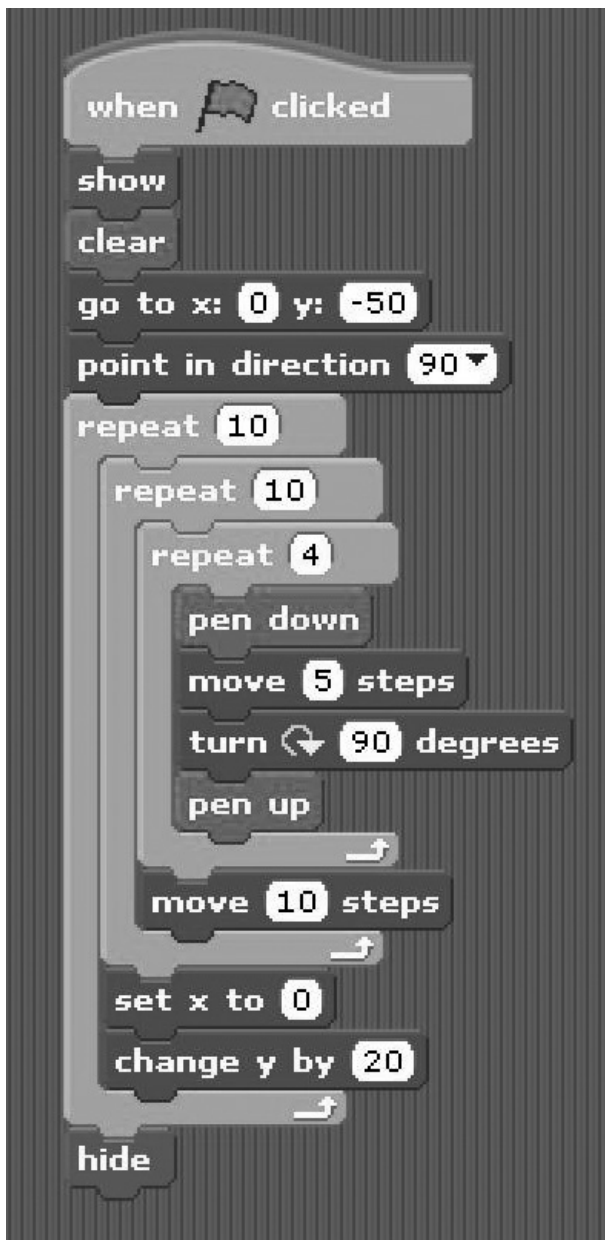 when clicked
show
clear
go to x: 0 y: -50
point in direction 90
repeat 10
repeat 10
repeat 4
pen down
move 5 steps
turn 90 degrees
pen up
move 10 steps
set x to 0
change y by 20
hide